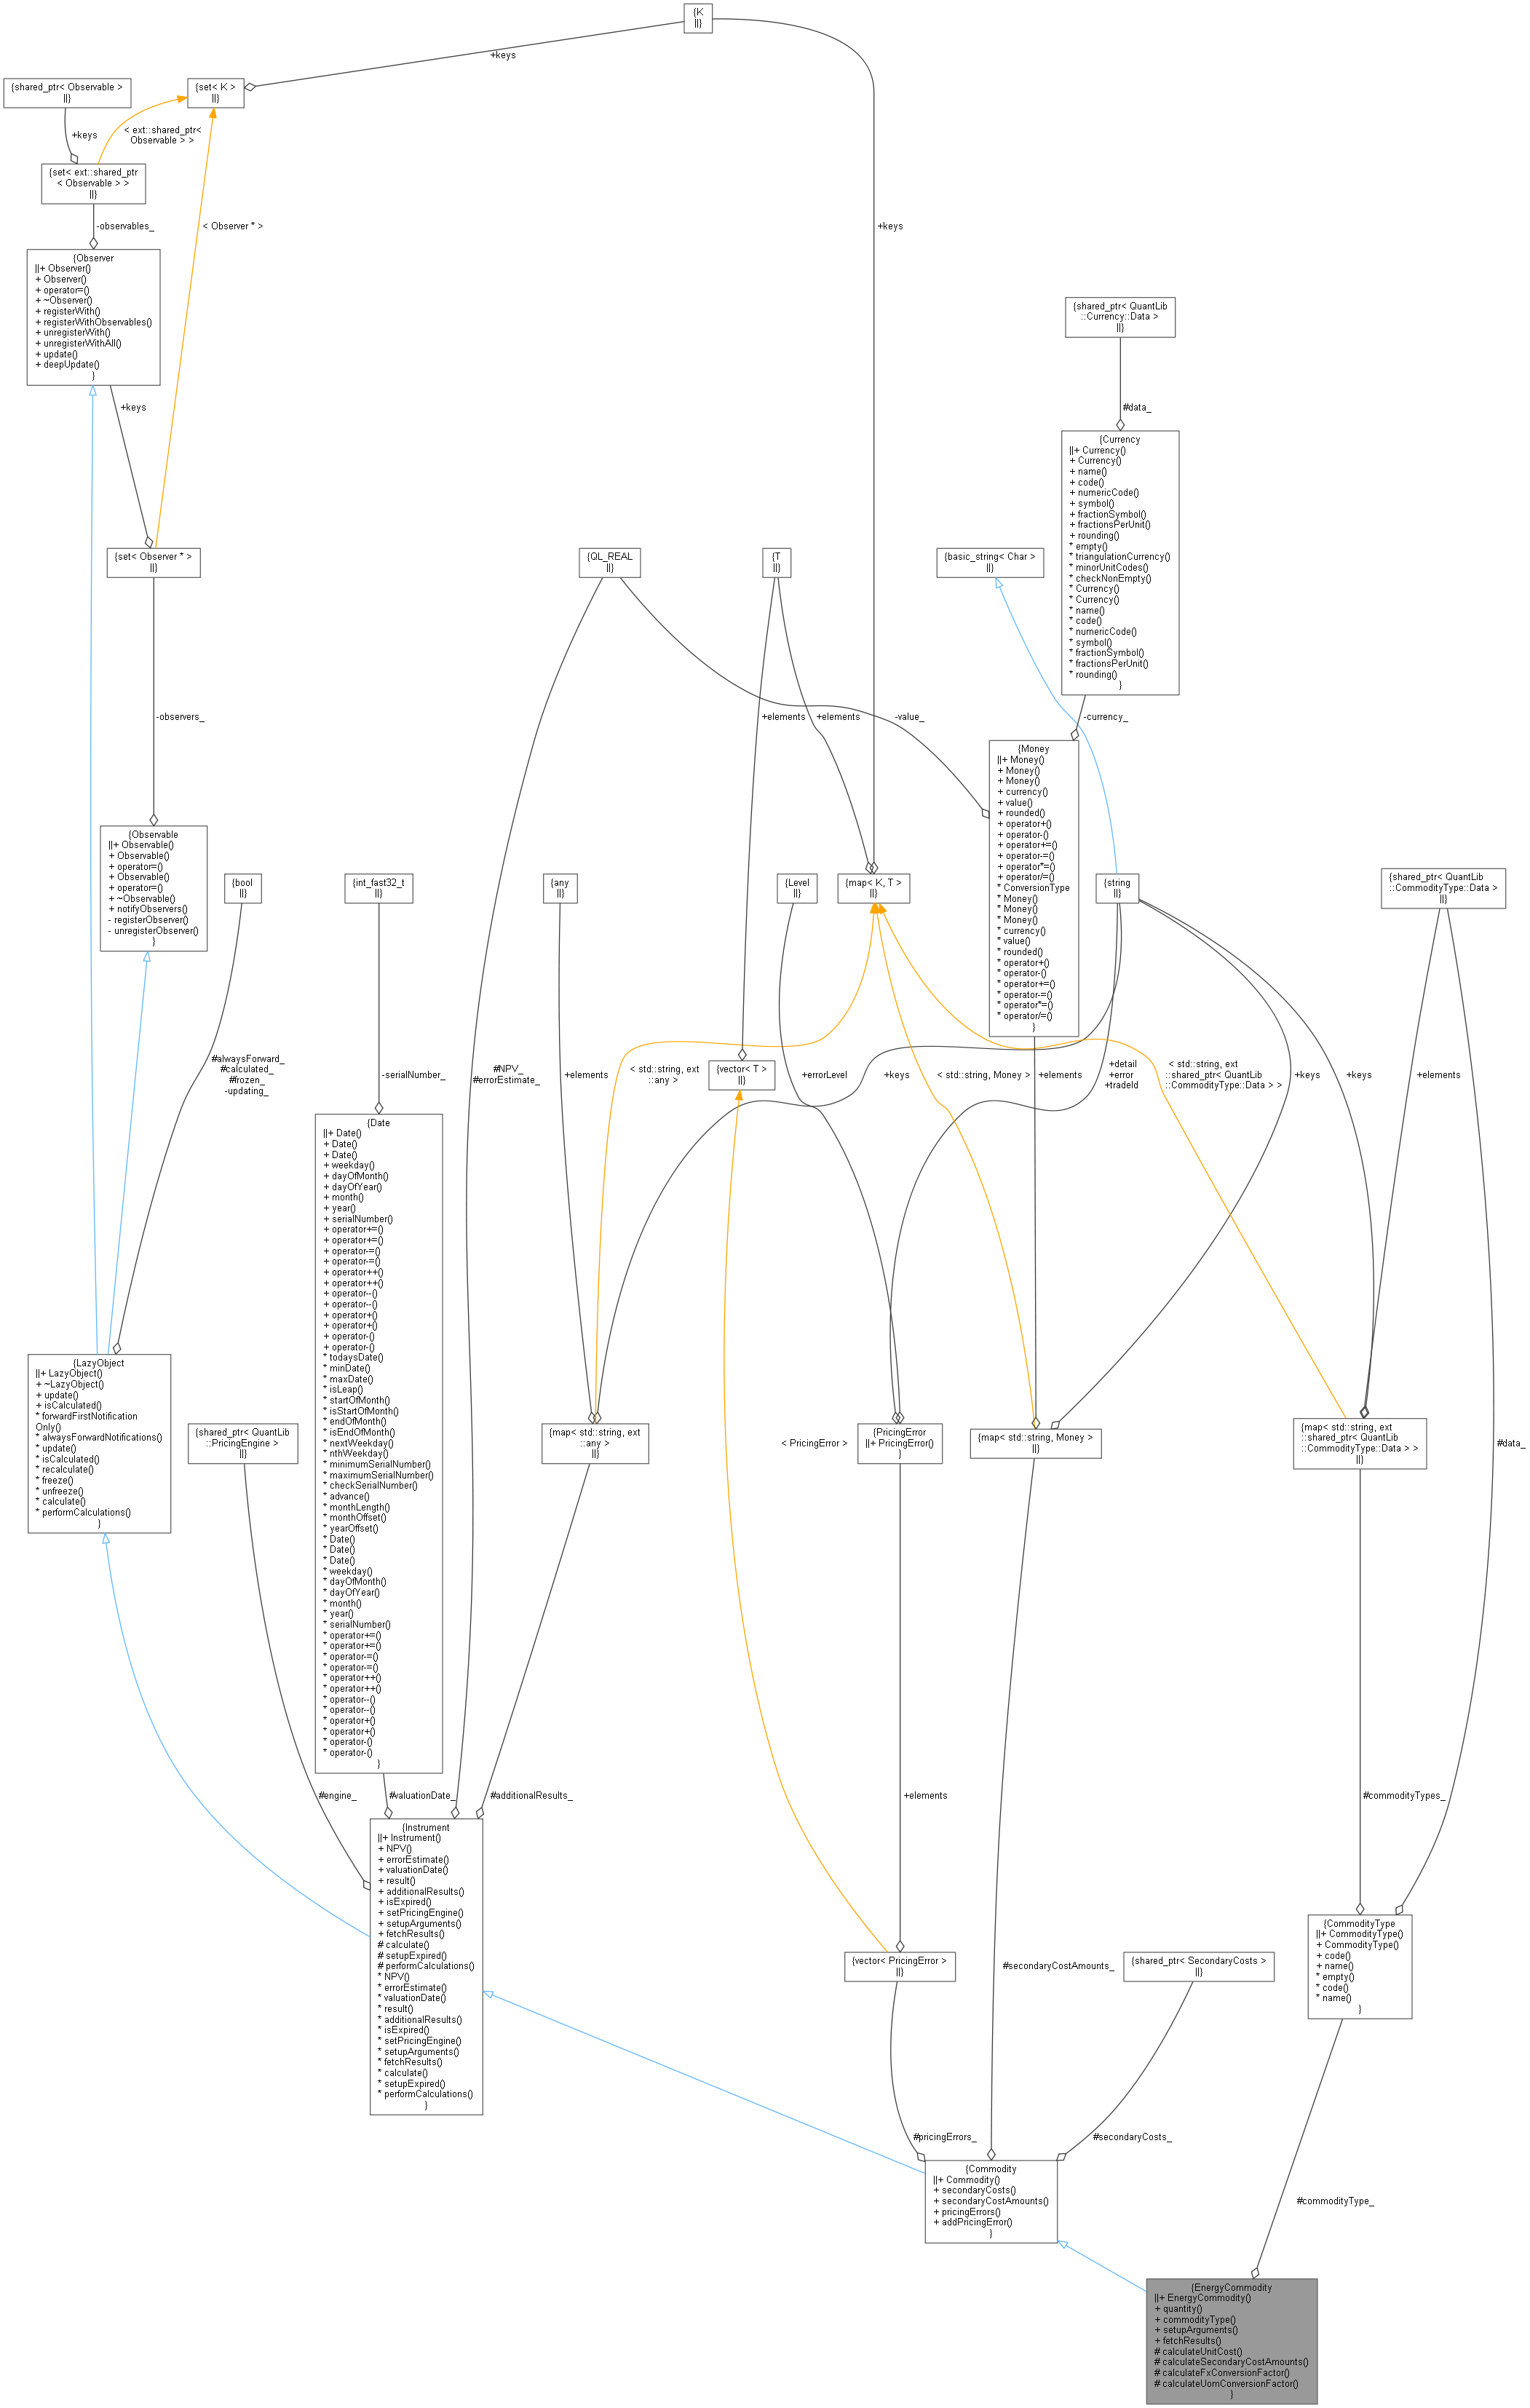 {K
||}
+keys
{shared_ptr< Observable >
||}
{set< K >
||}
+keys
< ext::shared_ptr<
Observable > >
{set< ext::shared_ptr
< Observable > >
||}
-observables_
< Observer * >
+keys
{Observer
||+ Observer()
+ Observer()
+ operator=()
+ ~Observer()
+ registerWith()
+ registerWithObservables()
+ unregisterWith()
+ unregisterWithAll()
+ update()
+ deepUpdate()
}
{shared_ptr< QuantLib
::Currency::Data >
||}
+keys
#data_
{Currency
||+ Currency()
+ Currency()
+ name()
+ code()
+ numericCode()
+ symbol()
+ fractionSymbol()
+ fractionsPerUnit()
+ rounding()
* empty()
* triangulationCurrency()
* minorUnitCodes()
* checkNonEmpty()
* Currency()
* Currency()
* name()
* code()
* numericCode()
* symbol()
* fractionSymbol()
* fractionsPerUnit()
* rounding()
}
{set< Observer * >
||}
{QL_REAL
||}
{T
||}
{basic_string< Char >
||}
-observers_
+elements
+elements
-value_
-currency_
{Money
||+ Money()
+ Money()
+ Money()
+ currency()
+ value()
+ rounded()
+ operator+()
+ operator-()
+ operator+=()
+ operator-=()
+ operator*=()
+ operator/=()
* ConversionType
* Money()
* Money()
* Money()
* currency()
* value()
* rounded()
* operator+()
* operator-()
* operator+=()
* operator-=()
* operator*=()
* operator/=()
}
{Observable
||+ Observable()
+ Observable()
+ operator=()
+ Observable()
+ operator=()
+ ~Observable()
+ notifyObservers()
- registerObserver()
- unregisterObserver()
}
{bool
||}
{int_fast32_t
||}
{any
||}
{Level
||}
{map< K, T >
||}
{string
||}
{shared_ptr< QuantLib
::CommodityType::Data >
||}
#alwaysForward_
#calculated_
#frozen_
-updating_
-serialNumber_
#NPV_
#errorEstimate_
+elements
< std::string, ext
::any >
{vector< T >
||}
+errorLevel
+keys
< std::string, Money >
+elements
+detail
+error
+tradeId
< std::string, ext
::shared_ptr< QuantLib
::CommodityType::Data > >
+keys
+keys
+elements
{Date
||+ Date()
+ Date()
+ Date()
+ weekday()
+ dayOfMonth()
+ dayOfYear()
+ month()
+ year()
+ serialNumber()
+ operator+=()
+ operator+=()
+ operator-=()
+ operator-=()
+ operator++()
+ operator++()
+ operator--()
+ operator--()
+ operator+()
+ operator+()
+ operator-()
+ operator-()
* todaysDate()
* minDate()
* maxDate()
* isLeap()
* startOfMonth()
* isStartOfMonth()
* endOfMonth()
* isEndOfMonth()
* nextWeekday()
* nthWeekday()
* minimumSerialNumber()
* maximumSerialNumber()
* checkSerialNumber()
* advance()
* monthLength()
* monthOffset()
* yearOffset()
* Date()
* Date()
* Date()
* weekday()
* dayOfMonth()
* dayOfYear()
* month()
* year()
* serialNumber()
* operator+=()
* operator+=()
* operator-=()
* operator-=()
* operator++()
* operator++()
* operator--()
* operator--()
* operator+()
* operator+()
* operator-()
* operator-()
}
{LazyObject
||+ LazyObject()
+ ~LazyObject()
+ update()
+ isCalculated()
* forwardFirstNotification
Only()
* alwaysForwardNotifications()
* update()
* isCalculated()
* recalculate()
* freeze()
* unfreeze()
* calculate()
* performCalculations()
}
{shared_ptr< QuantLib
::PricingEngine >
||}
{map< std::string, ext
::any >
||}
< PricingError >
{PricingError
||+ PricingError()
}
{map< std::string, Money >
||}
{map< std::string, ext
::shared_ptr< QuantLib
::CommodityType::Data > >
||}
#data_
#engine_
#valuationDate_
#additionalResults_
+elements
#commodityTypes_
{Instrument
||+ Instrument()
+ NPV()
+ errorEstimate()
+ valuationDate()
+ result()
+ additionalResults()
+ isExpired()
+ setPricingEngine()
+ setupArguments()
+ fetchResults()
# calculate()
# setupExpired()
# performCalculations()
* NPV()
* errorEstimate()
* valuationDate()
* result()
* additionalResults()
* isExpired()
* setPricingEngine()
* setupArguments()
* fetchResults()
* calculate()
* setupExpired()
* performCalculations()
}
{vector< PricingError >
||}
#secondaryCostAmounts_
{shared_ptr< SecondaryCosts >
||}
{CommodityType
||+ CommodityType()
+ CommodityType()
+ code()
+ name()
* empty()
* code()
* name()
}
#pricingErrors_
#secondaryCosts_
{Commodity
||+ Commodity()
+ secondaryCosts()
+ secondaryCostAmounts()
+ pricingErrors()
+ addPricingError()
}
#commodityType_
{EnergyCommodity
||+ EnergyCommodity()
+ quantity()
+ commodityType()
+ setupArguments()
+ fetchResults()
# calculateUnitCost()
# calculateSecondaryCostAmounts()
# calculateFxConversionFactor()
# calculateUomConversionFactor()
}